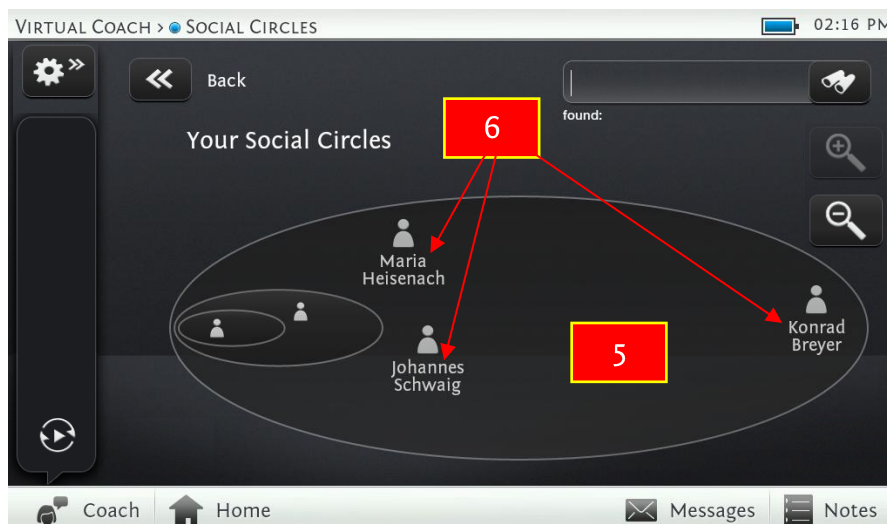 VIRTUAL COACH > SOCIAL CIRCLES
02:16 PM
Back
found:
6
Your Social Circles
Maria
Heisenach
Konrad
Breyer
5
Johannes
Schwaig
Coach
Home
Messages
Notes